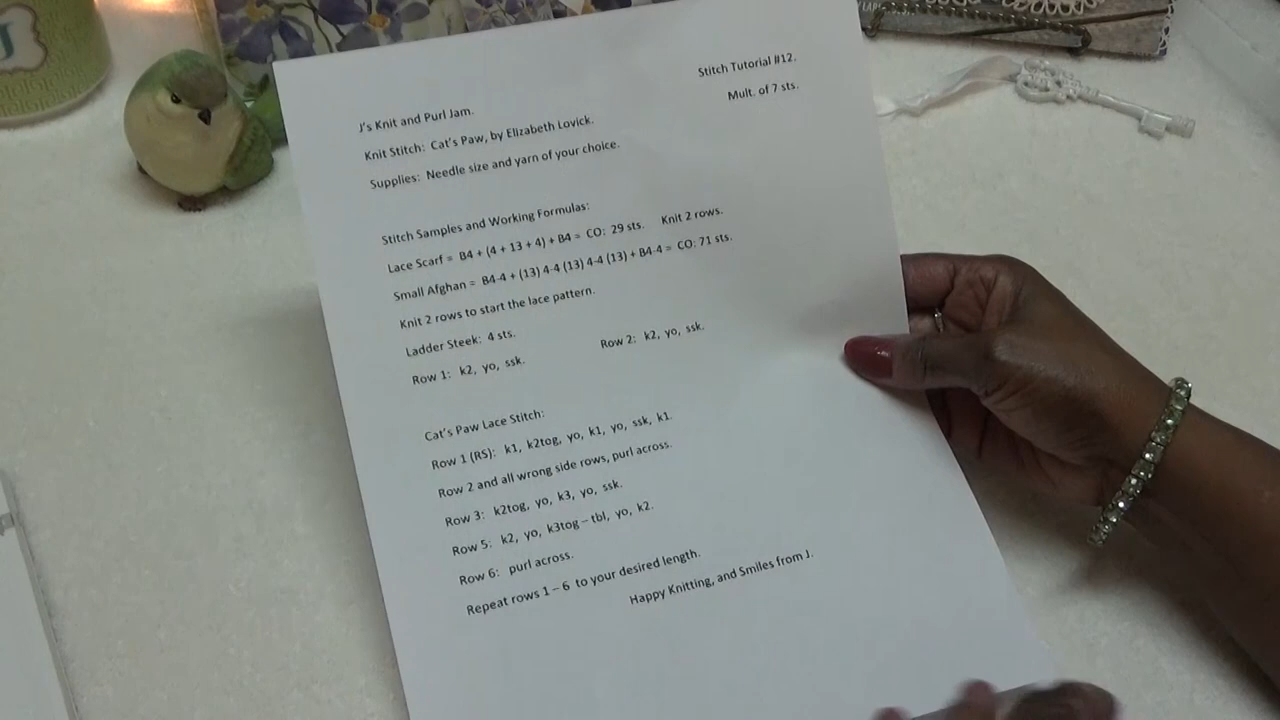 J
LABO
Stitch Tutorial #12.
J's Knit and Purl Jam.
Mult. of 7 sts.
Knit Stitch: Cat's Paw, by Elizabeth Lovick.
Supplies: Needle size and yarn of your choice.
Stitch Samples and Working Formulas:
Lace Scarf = B4 + (4 + 13 + 4) + B4 = CO: 29 sts. Knit 2 rows.
Small Afghan = B4-4 + (13) 4-4 (13) 4-4 (13) + B4-4 = CO: 71 sts.
Knit 2 rows to start the lace pattern.
Ladder Steek: 4 sts.
Row 1: k2, yo, ssk. Row 2: k2, yo, ssk.
Cat's Paw Lace Stitch:
Row 1 (RS): k1, k2tog, yo, k1, yo, ssk, k1.
Row 2 and all wrong side rows, purl across.
Row 3: k2tog, yo, k3, yo, ssk.
Row 5: k2, yo, k3tog – tbl, yo, k2.
Row 6: purl across.
Repeat rows 1 – 6 to your desired length.
Happy Knitting, and Smiles from J.